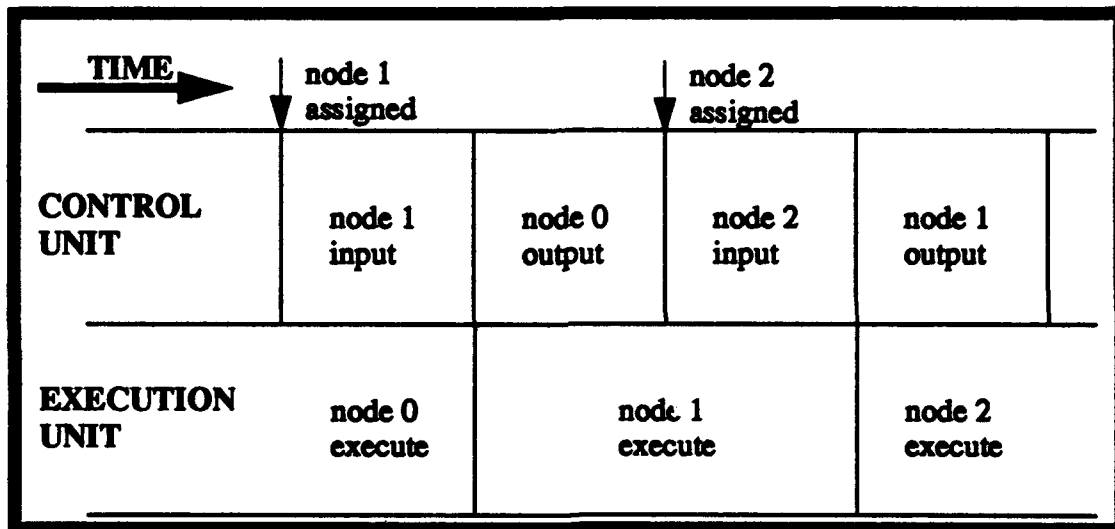 TIME
node 1
assigned
node 2
assigned
CONTROL
UNIT
node 1
input
node 0
output
node 2
input
node 1
output
EXECUTION
UNIT
node 0
execute
node 1
execute
node 2
execute